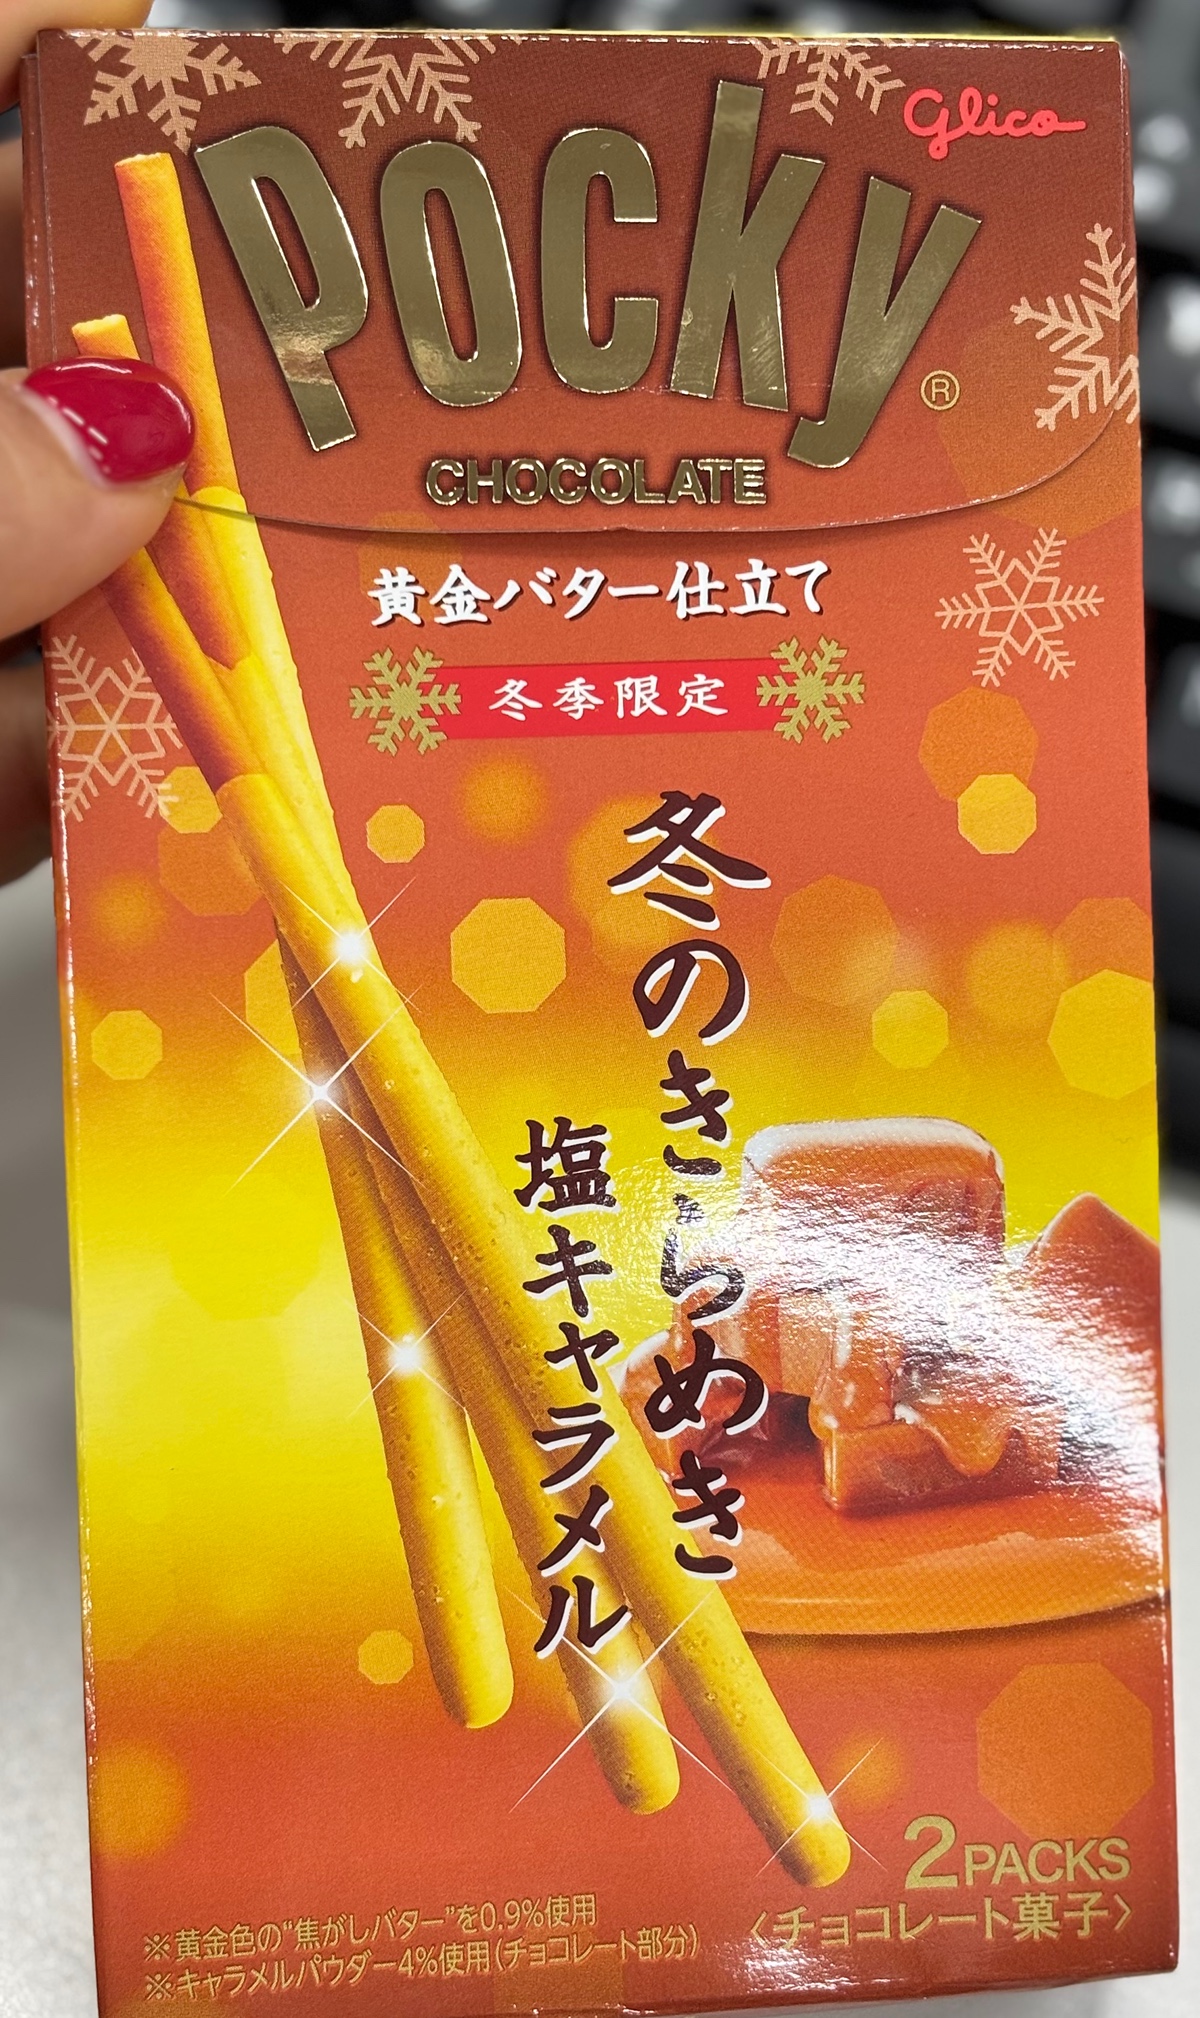 Glico
POCKY
®
CHOCOLATE
黄金バター仕立て
冬季限定
冬のきらめき
塩キャラメル
2PACKS
〈チョコレート菓子〉
※黄金色の“焦がしバター”を0.9%使用
※キャラメルパウダー4%使用(チョコレート部分)